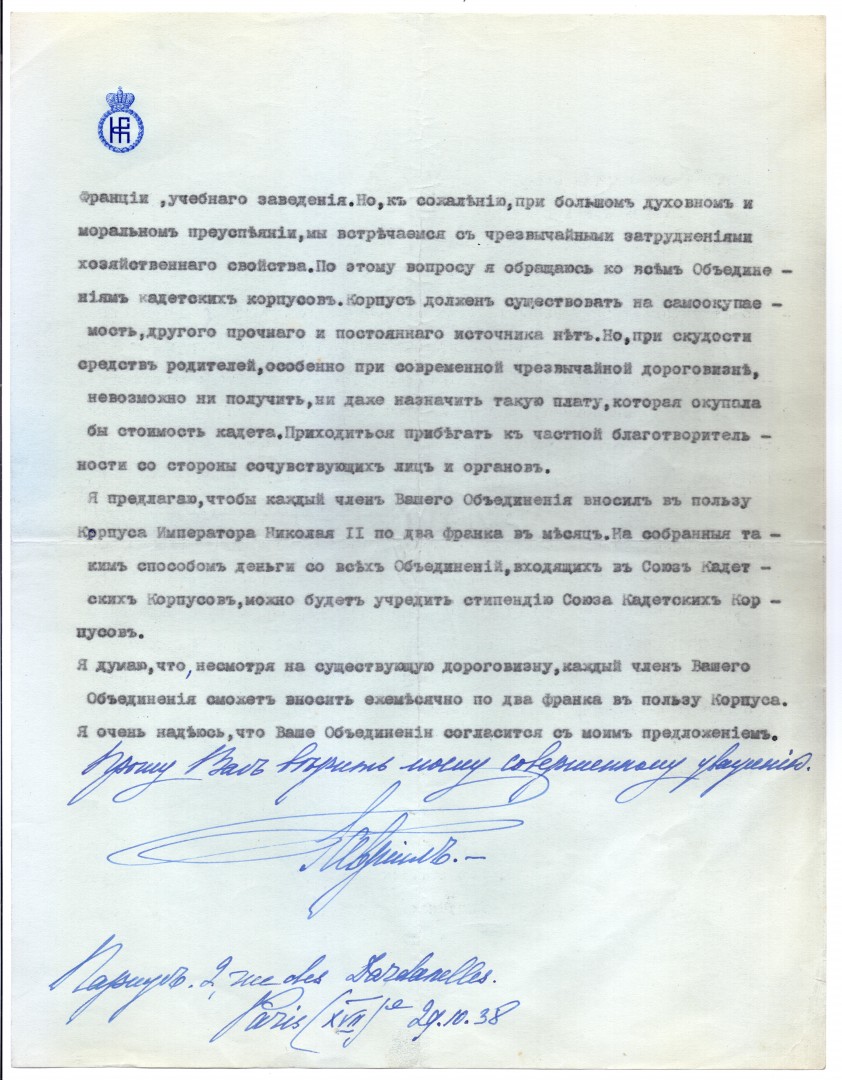 Франціи ,учебнаго заведенія.Но,къ сожалѣнію,при большомъ духовномъ и
моральномъ преуспѣяніи,мы встрѣчаемся съ чрезвычайными затрудненіями
хозяйственнаго свойства.По этому вопросу я обращаюсь ко всѣмъ Объедине -
ніямъ кадетскихъ корпусовъ.Корпусъ долженъ существовать на самоокупае -
мость,другого прочнаго и постояннаго источника нѣтъ.Но,при скудости
средствъ родителей,особенно при современной чрезвычайной дороговизнѣ,
невозможно ни получить,ни даже назначить такую плату,которая окупала
бы стоимость кадета.Приходиться прибѣгать къ частной благотворитель -
ности со стороны сочувствующихъ лицъ и органовъ.
Я предлагаю,чтобы каждый членъ Вашего Объединенія вносилъ въ пользу
Корпуса Императора Николая II по два франка въ мѣсяцъ.На собранныя та -
кимъ способомъ деньги со всѣхъ Объединеній,входящихъ въ Союзъ Кадет -
скихъ Корпусовъ,можно будетъ учредить стипендію Союза Кадетскихъ Кор -
пусовъ.
Я думаю,что,несмотря на существующую дороговизну,каждый членъ Вашего
Объединенія сможетъ вносить ежемѣсячно по два франка въ пользу Корпуса.
Я очень надѣюсь,что Ваше Объединеніи согласится съ моимъ предложеніемъ.
Прошу Васъ вѣрить моему совершенному уваженію.
Гавріилъ.—
Парижъ. 2, rue des Dardanelles.
Paris (XVII)e 29.10.38